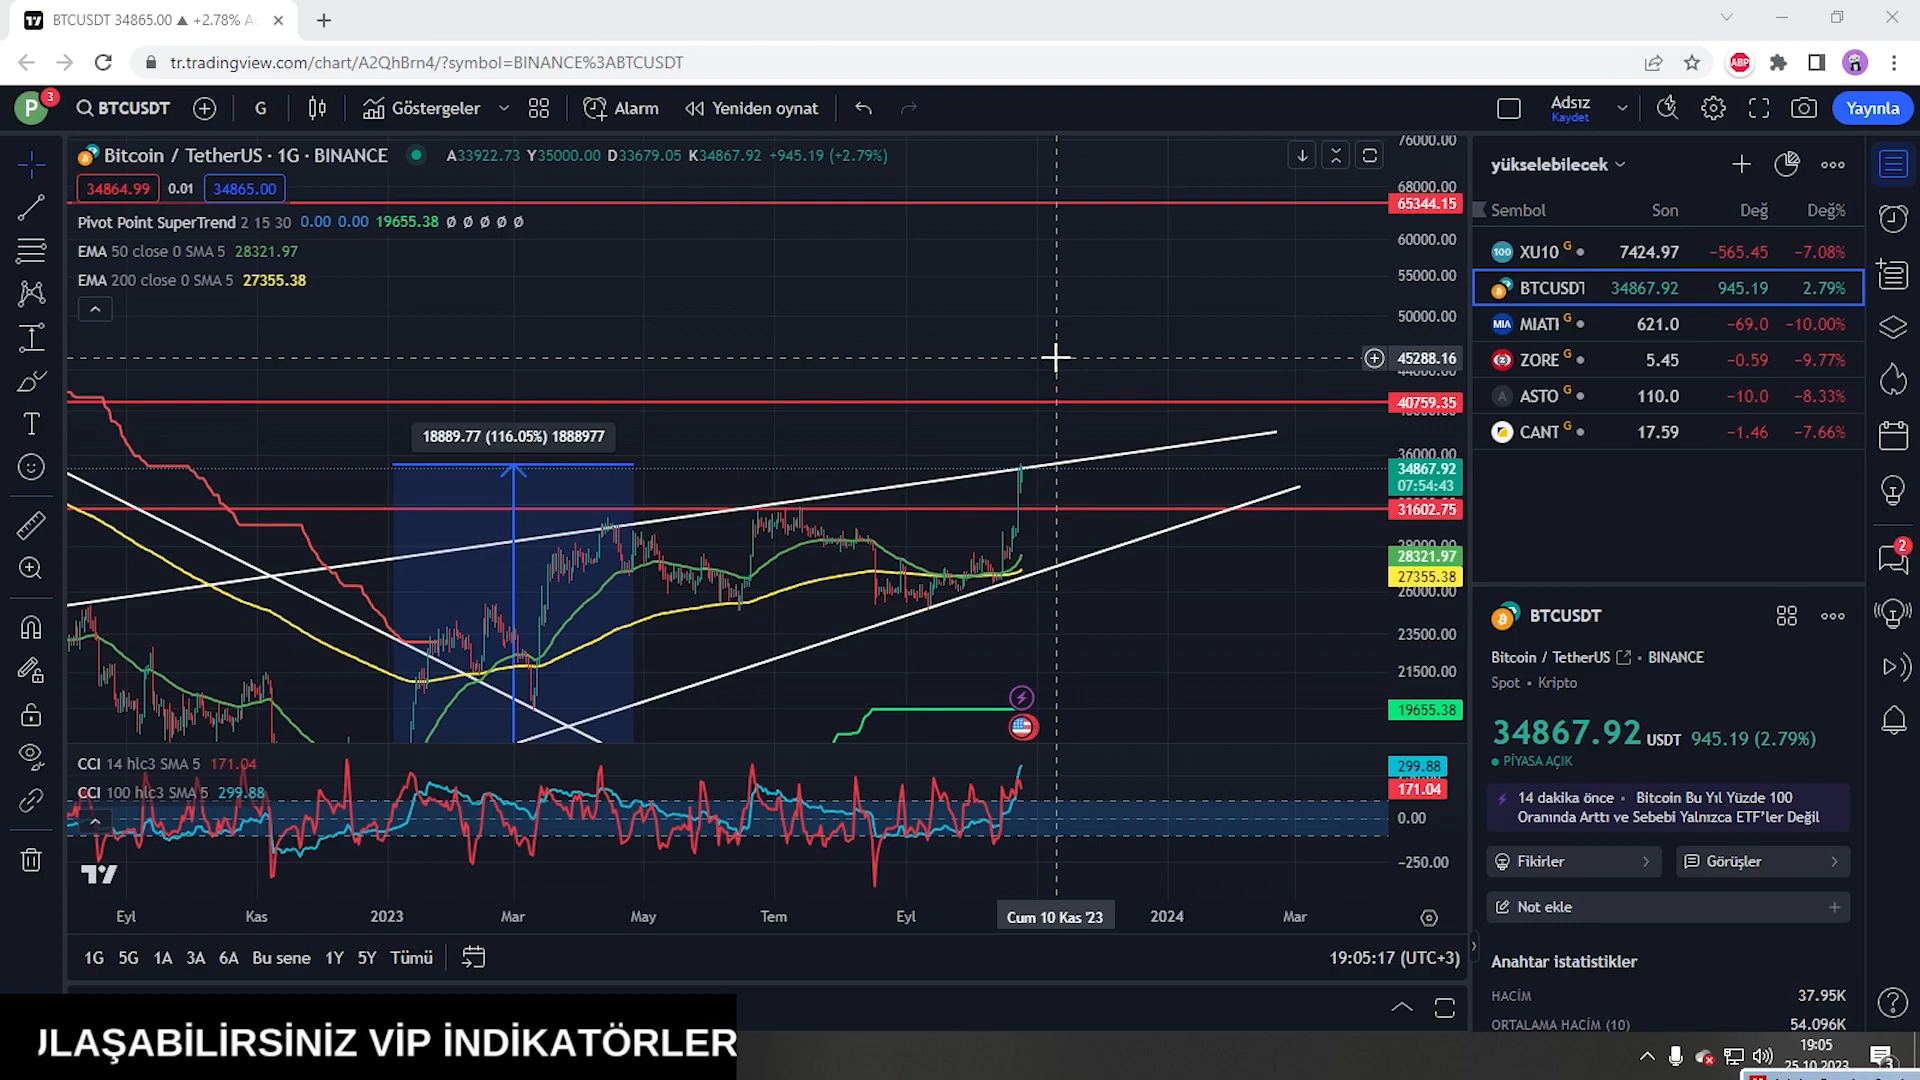 BTCUSDT 34865.00 ▲ +2.78%
tr.tradingview.com/chart/A2QhBrn4/?symbol=BINANCE%3ABTCUSDT
ABP
P 3 BTCUSDT G Göstergeler Alarm Yeniden oynat Adsız Kaydet Yayınla
Bitcoin / TetherUS · 1G · BINANCE A33922.73 Y35000.00 D33679.05 K34867.92 +945.19 (+2.79%)
34864.99 0.01 34865.00
Pivot Point SuperTrend 2 15 30 0.00 0.00 19655.38 Ø Ø Ø Ø Ø
EMA 50 close 0 SMA 5 28321.97
EMA 200 close 0 SMA 5 27355.38
18889.77 (116.05%) 1888977
76000.00
68000.00
65344.15
60000.00
55000.00
50000.00
45288.16
44000.00
40759.35
36000.00
34867.92
07:54:43
31602.75
28321.97
27355.38
26000.00
23500.00
21500.00
19655.38
CCI 14 hlc3 SMA 5 171.04
CCI 100 hlc3 SMA 5 299.88
299.88
171.04
0.00
−250.00
Eyl Kas 2023 Mar May Tem Eyl Cum 10 Kas '23 2024 Mar
1G 5G 1A 3A 6A Bu sene 1Y 5Y Tümü 19:05:17 (UTC+3)
yükselebilecek
Sembol Son Değ Değ%
100 XU10 G 7424.97 −565.45 −7.08%
BTCUSDT 34867.92 945.19 2.79%
MIA MIATI G 621.0 −69.0 −10.00%
ZORE G 5.45 −0.59 −9.77%
A ASTO G 110.0 −10.0 −8.33%
CANT G 17.59 −1.46 −7.66%
2
BTCUSDT
Bitcoin / TetherUS • BINANCE
Spot • Kripto
34867.92 USDT 945.19 (2.79%)
PİYASA AÇIK
14 dakika önce • Bitcoin Bu Yıl Yüzde 100
Oranında Arttı ve Sebebi Yalnızca ETF'ler Değil
Fikirler Görüşler
Not ekle
Anahtar istatistikler
HACİM 37.95K
ORTALAMA HACİM (10) 54.096K
ULAŞABİLİRSİNİZ VİP İNDİKATÖRLER
19:05
25.10.2023
3